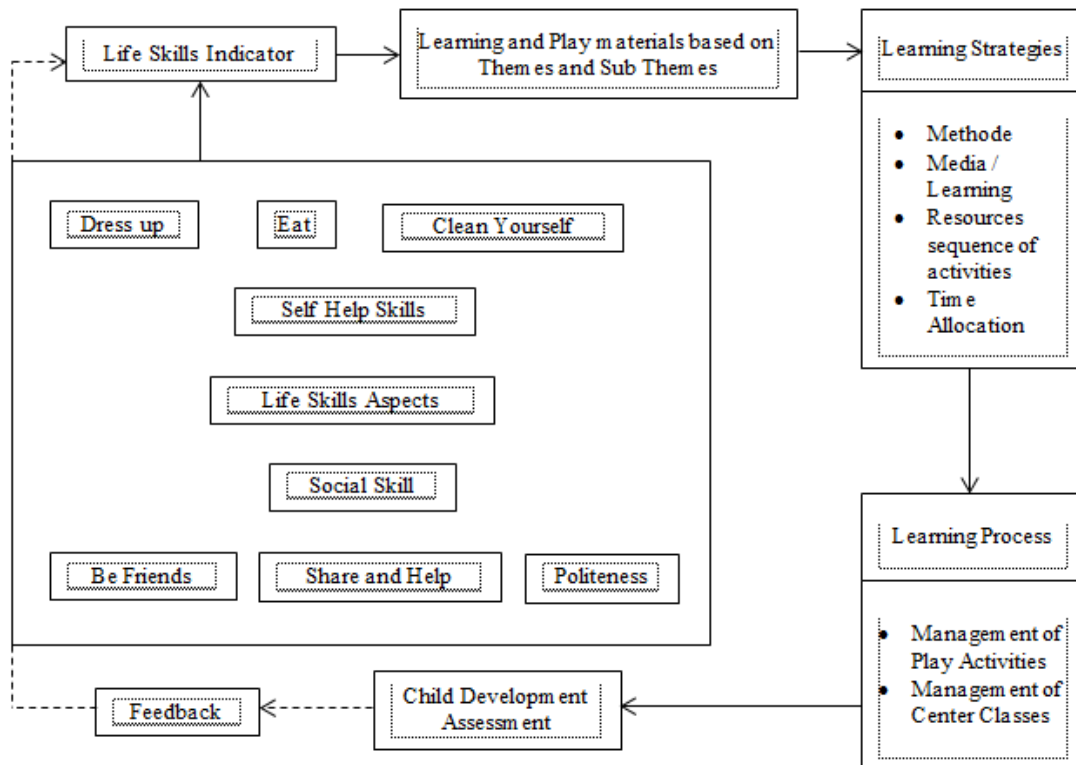 Life Skills Indicator
Learning and Play materials based on
Themes and Sub Themes
Learning Strategies
● Methode
● Media /
Learning
● Resources
sequence of
activities
● Time
Allocation
Dress up
Eat
Clean Yourself
Self Help Skills
Life Skills Aspects
Social Skill
Be Friends
Share and Help
Politeness
Learning Process
● Management of
Play Activities
● Management of
Center Classes
Child Development
Assessment
Feedback